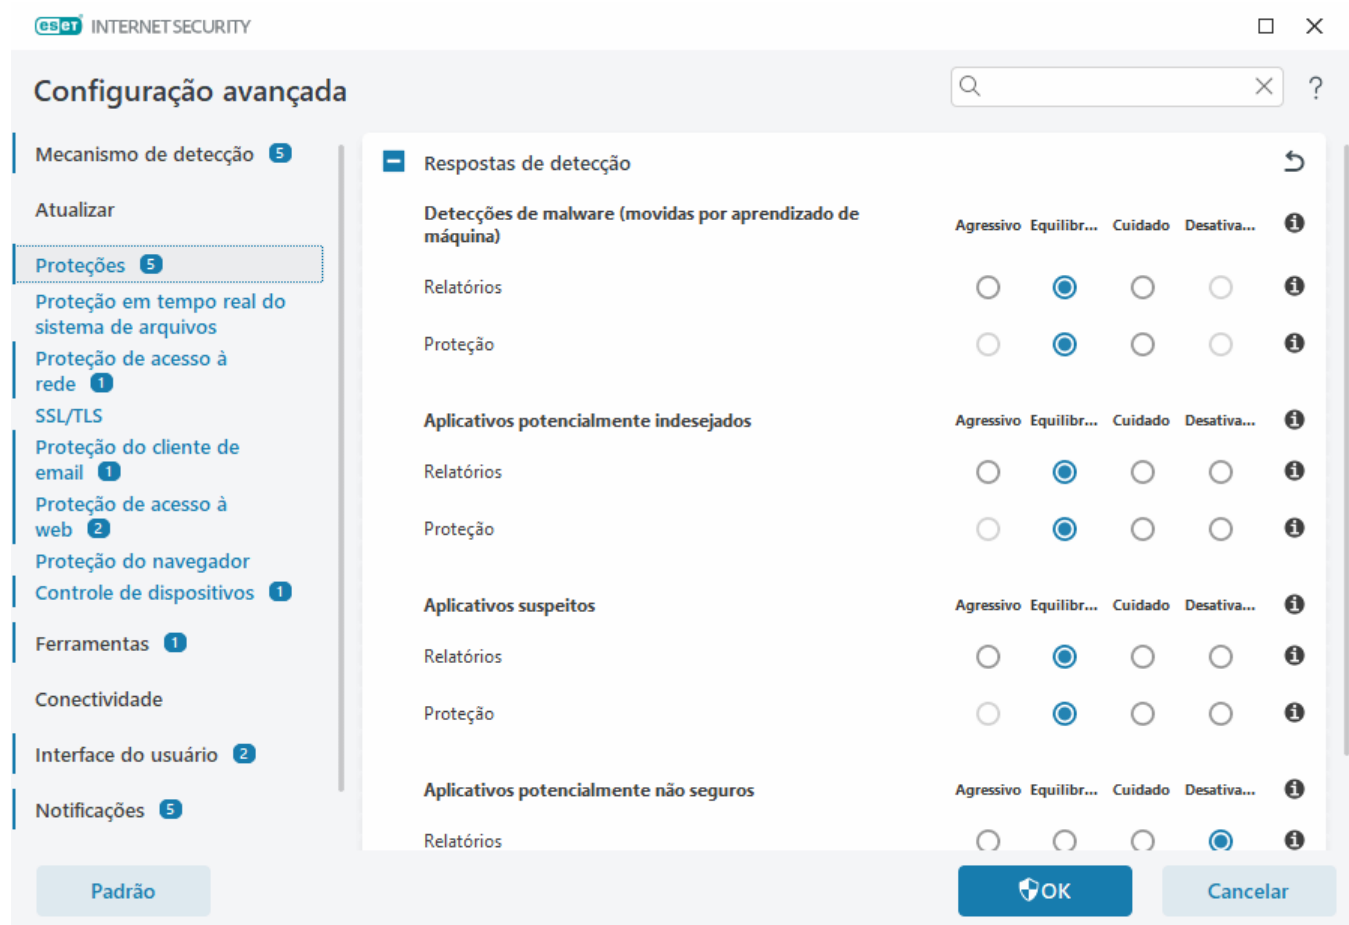 eset INTERNET SECURITY
Configuração avançada
?
Mecanismo de detecção 5
Atualizar
Proteções 5
Proteção em tempo real do
sistema de arquivos
Proteção de acesso à
rede 1
SSL/TLS
Proteção do cliente de
email 1
Proteção de acesso à
web 2
Proteção do navegador
Controle de dispositivos 1
Ferramentas 1
Conectividade
Interface do usuário 2
Notificações 5
Respostas de detecção
Detecções de malware (movidas por aprendizado de
máquina)
Agressivo Equilibr... Cuidado Desativa...
Relatórios
Proteção
Aplicativos potencialmente indesejados Agressivo Equilibr... Cuidado Desativa...
Relatórios
Proteção
Aplicativos suspeitos Agressivo Equilibr... Cuidado Desativa...
Relatórios
Proteção
Aplicativos potencialmente não seguros Agressivo Equilibr... Cuidado Desativa...
Relatórios
Padrão OK Cancelar